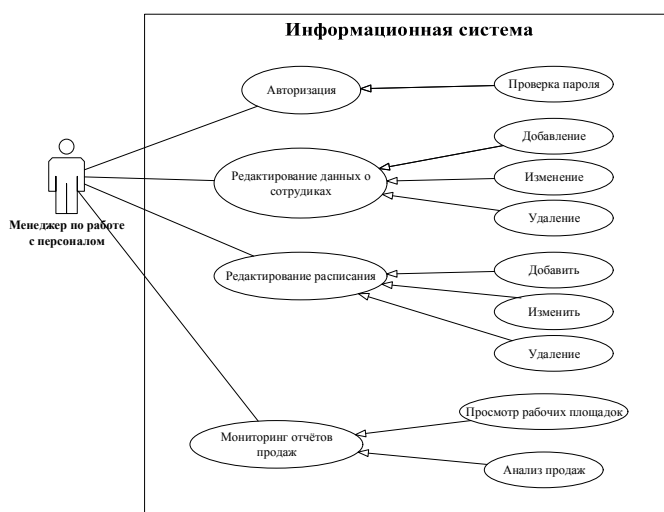 Информационная система
Авторизация
Проверка пароля
Менеджер по работе
с персоналом
Редактирование данных о
сотрудиках
Добавление
Изменение
Удаление
Редактирование расписания
Добавить
Изменить
Удаление
Мониторинг отчётов
продаж
Просмотр рабочих площадок
Анализ продаж